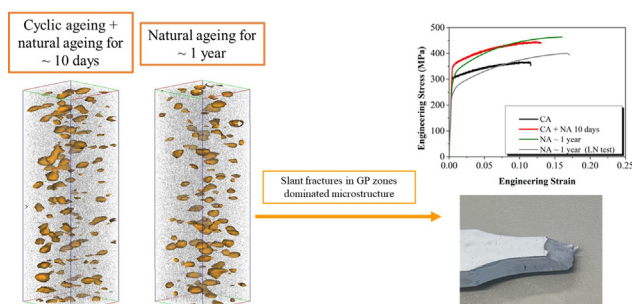 Cyclic ageing +
natural ageing for
~ 10 days
Natural ageing for
~ 1 year
Slant fractures in GP zones
dominated microstructure
Engineering Stress (MPa)
500
400
300
200
100
0
CA
CA + NA 10 days
NA ~ 1 year
NA ~ 1 year (LN test)
0.00 0.05 0.10 0.15 0.20 0.25
Engineering Strain